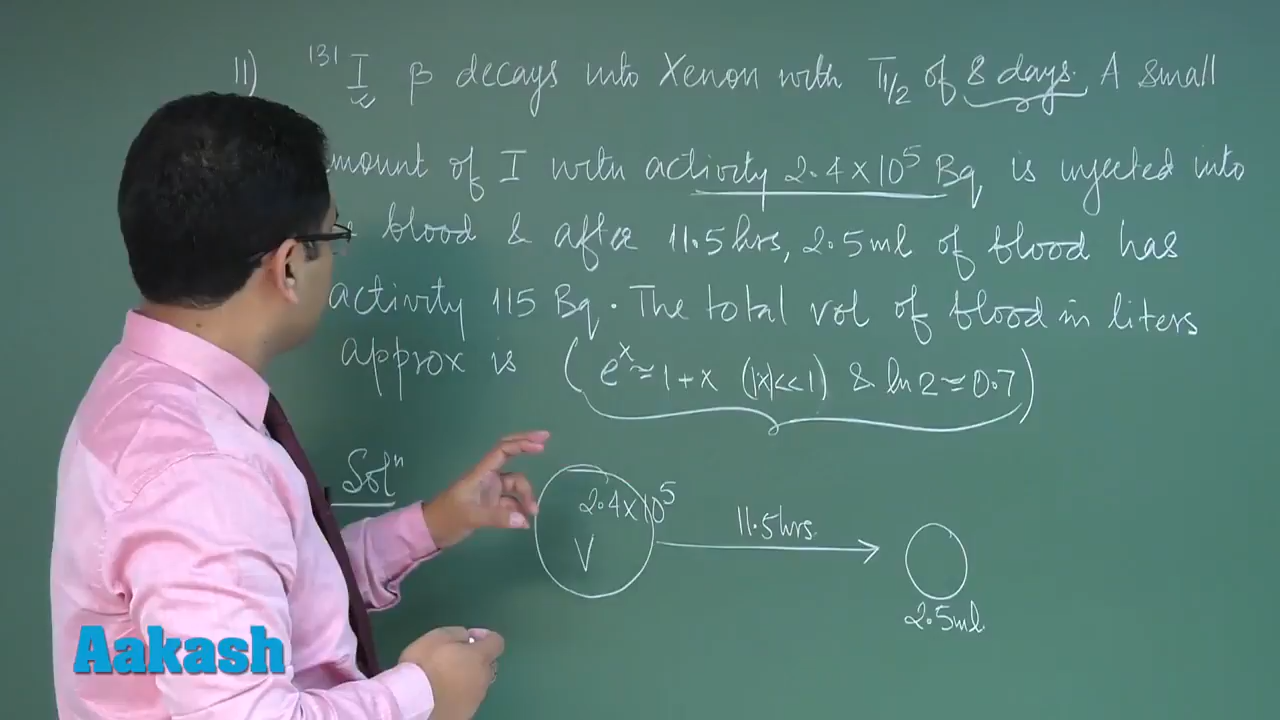 11) ¹³¹I β decays into Xenon with T1/2 of 8 days. A small
mount of I with activity 2.4×10⁵ Bq is injected into
blood & after 11.5 hrs, 2.5 ml of blood has
activity 115 Bq. The total vol of blood in liters
approx is (eˣ ≈ 1 + x (|x|<<1) & ln 2 ≈ 0.7)
Solⁿ
2.4×10⁵
V
11.5 hrs.
2.5 ml
Aakash